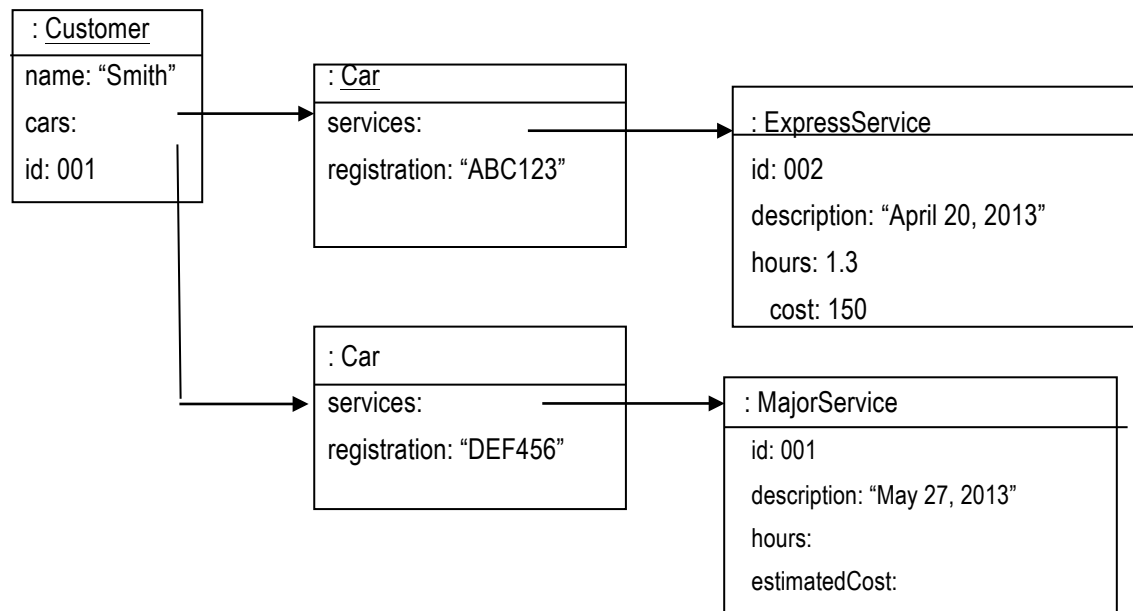 : Customer
name: “Smith”
cars:
id: 001
: Car
services:
registration: “ABC123”
: ExpressService
id: 002
description: “April 20, 2013”
hours: 1.3
cost: 150
: Car
services:
registration: “DEF456”
: MajorService
id: 001
description: “May 27, 2013”
hours:
estimatedCost: